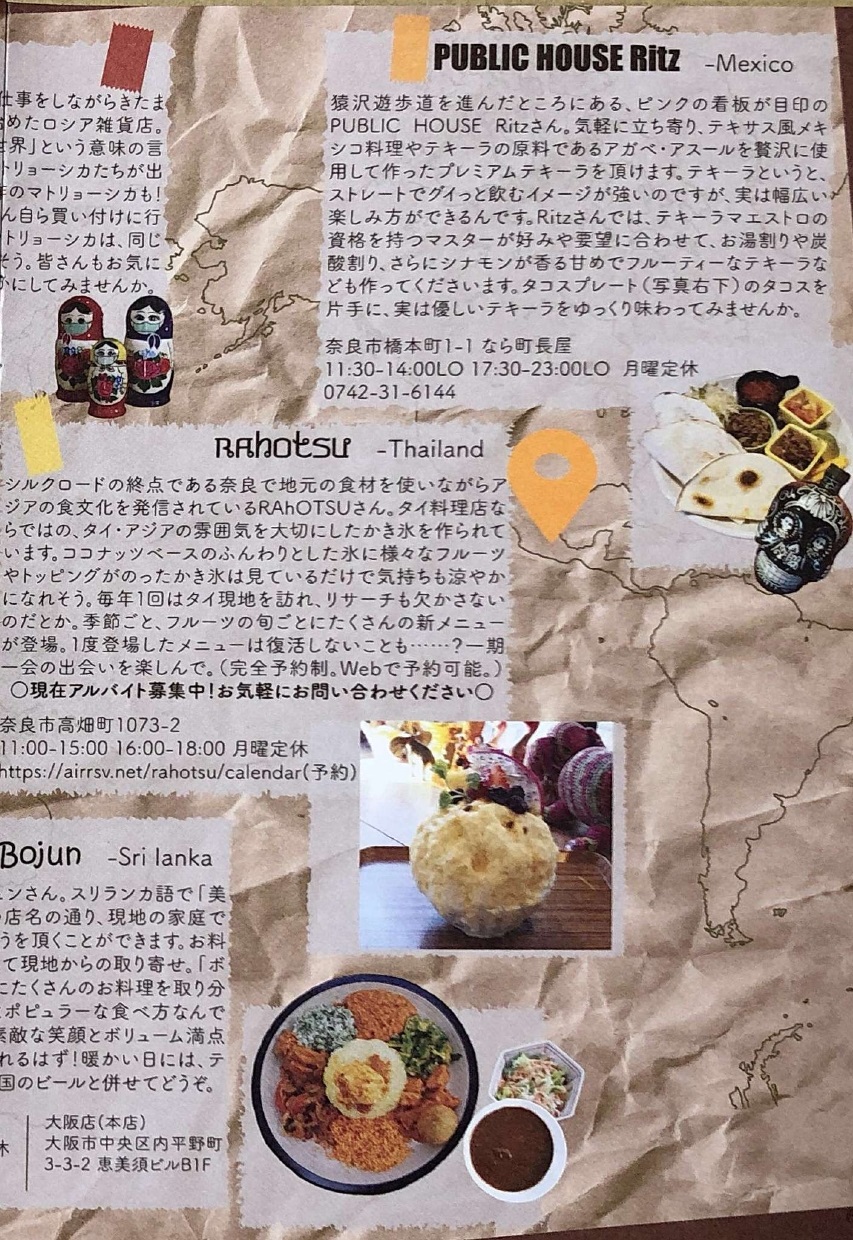 仕事をしながらきたま
めたロシア雑貨店。
世界」という意味の言
トリョーシカたちが出
年のマトリョーシカも!
ん自ら買い付けに行
トリョーシカは、同じ
そう。皆さんもお気に
かにしてみませんか。
PUBLIC HOUSE Ritz -Mexico
猿沢遊歩道を進んだところにある、ピンクの看板が目印の
PUBLIC HOUSE Ritzさん。気軽に立ち寄り、テキサス風メキ
シコ料理やテキーラの原料であるアガベ・アスールを贅沢に使
用して作ったプレミアムテキーラを頂けます。テキーラというと、
ストレートでグイっと飲むイメージが強いのですが、実は幅広い
楽しみ方ができるんです。Ritzさんでは、テキーラマエストロの
資格を持つマスターが好みや要望に合わせて、お湯割りや炭
酸割り、さらにシナモンが香る甘めでフルーティーなテキーラな
ども作ってくださいます。タコスプレート(写真右下)のタコスを
片手に、実は優しいテキーラをゆっくり味わってみませんか。
奈良市橋本町1-1 なら町長屋
11:30-14:00LO 17:30-23:00LO 月曜定休
0742-31-6144
RAhOTSU -Thailand
シルクロードの終点である奈良で地元の食材を使いながらア
ジアの食文化を発信されているRAhOTSUさん。タイ料理店な
らではの、タイ・アジアの雰囲気を大切にしたかき氷を作られて
います。ココナッツベースのふんわりとした氷に様々なフルーツ
やトッピングがのったかき氷は見ているだけで気持ちも涼やか
になれそう。毎年1回はタイ現地を訪れ、リサーチも欠かさない
のだとか。季節ごと、フルーツの旬ごとにたくさんの新メニュー
が登場。1度登場したメニューは復活しないことも……?一期
一会の出会いを楽しんで。(完全予約制。Webで予約可能。)
○現在アルバイト募集中!お気軽にお問い合わせください○
奈良市高畑町1073-2
11:00-15:00 16:00-18:00 月曜定休
https://airrsv.net/rahotsu/calendar(予約)
Bojun -Sri lanka
ュンさん。スリランカ語で「美
店名の通り、現地の家庭で
うを頂くことができます。お料
て現地からの取り寄せ。「ボ
にたくさんのお料理を取り分
ポピュラーな食べ方なんで
素敵な笑顔とボリューム満点
れるはず!暖かい日には、テ
国のビールと併せてどうぞ。
休
大阪店(本店)
大阪市中央区内平野町
3-3-2 恵美須ビルB1F